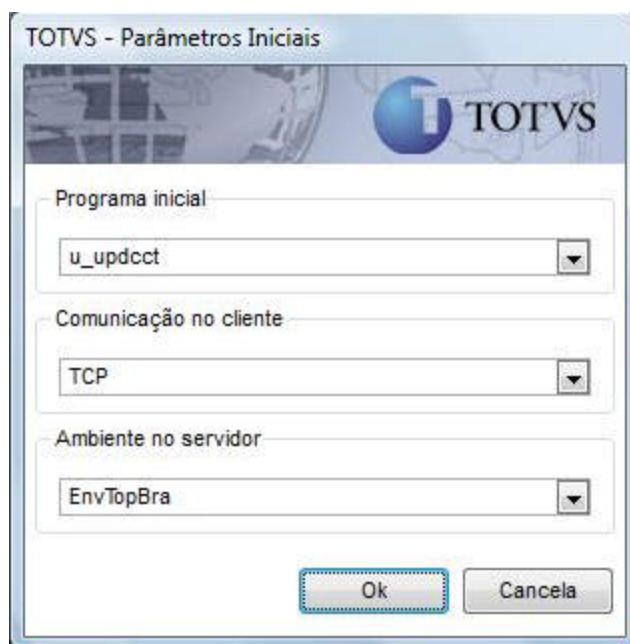 TOTVS - Parâmetros Iniciais
TOTVS
Programa inicial
u_updcct
Comunicação no cliente
TCP
Ambiente no servidor
EnvTopBra
Ok
Cancela